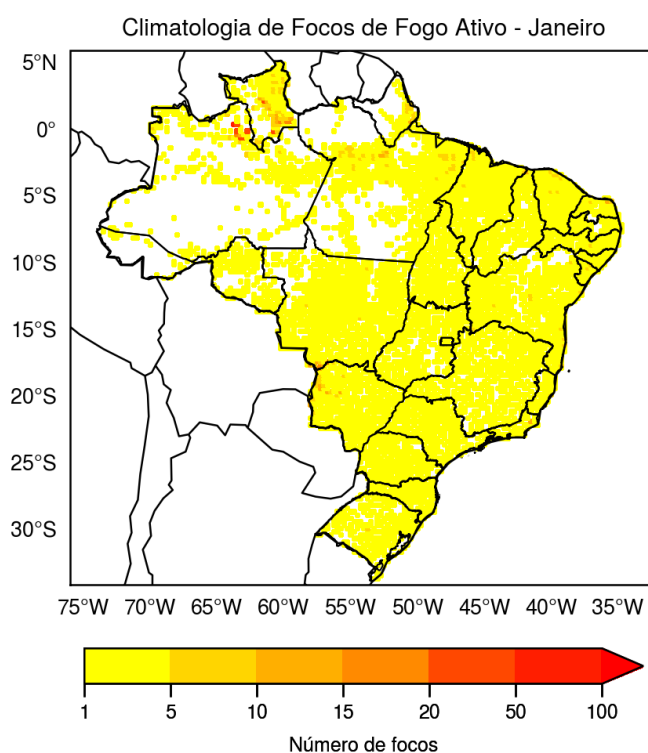 Climatologia de Focos de Fogo Ativo - Janeiro
5°N
0°
5°S
10°S
15°S
20°S
25°S
30°S
75°W 70°W 65°W 60°W 55°W 50°W 45°W 40°W 35°W
1 5 10 15 20 50 100
Número de focos